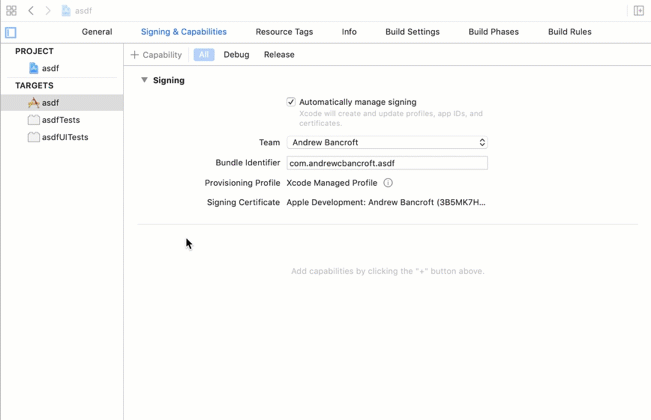 asdf
General Signing & Capabilities Resource Tags Info Build Settings Build Phases Build Rules
PROJECT
asdf
TARGETS
asdf
asdfTests
asdfUITests
+ Capability All Debug Release
Signing
Automatically manage signing
Xcode will create and update profiles, app IDs, and
certificates.
Team Andrew Bancroft
Bundle Identifier com.andrewcbancroft.asdf
Provisioning Profile Xcode Managed Profile
Signing Certificate Apple Development: Andrew Bancroft (3B5MK7H...
Add capabilities by clicking the "+" button above.